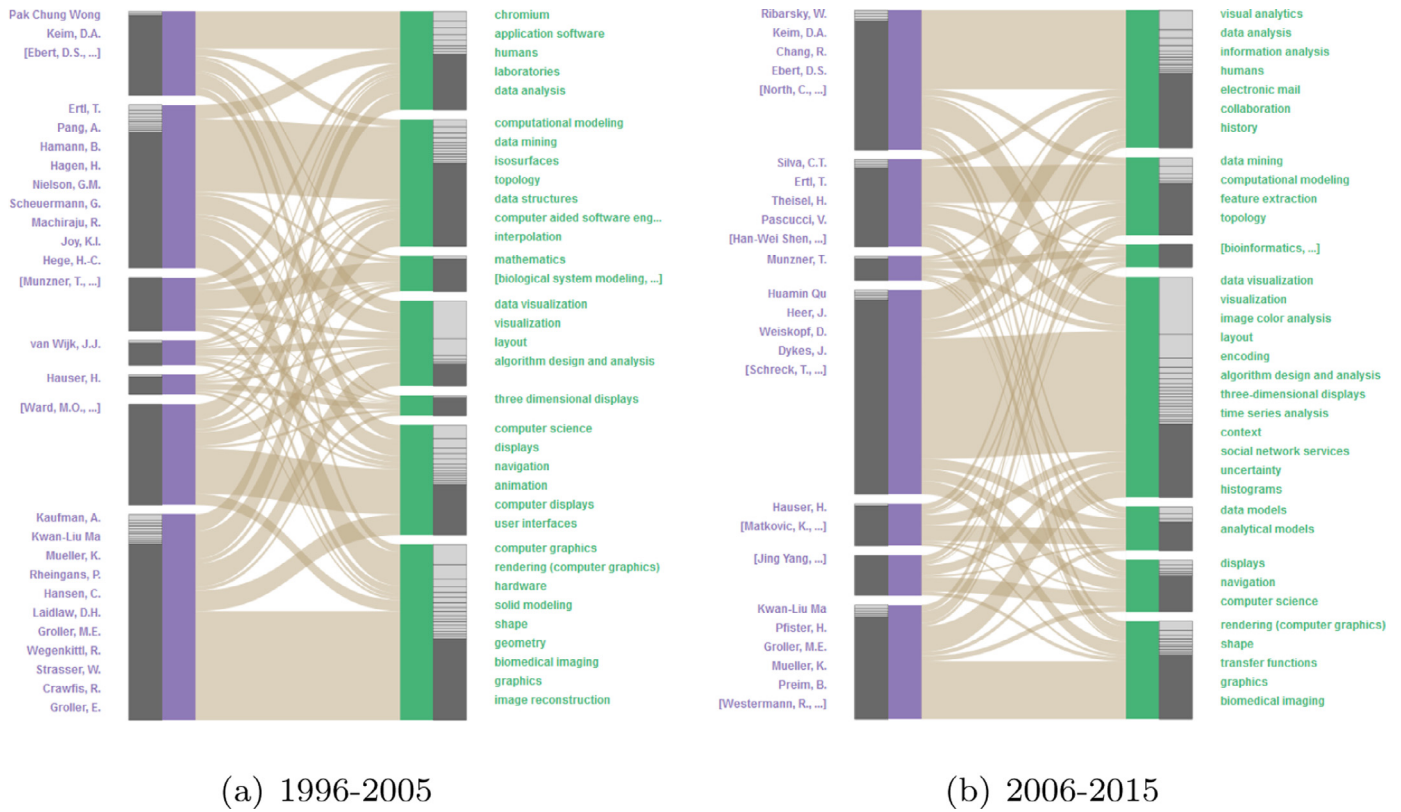 Pak Chung Wong
Keim, D.A.
[Ebert, D.S., ...]
Ertl, T.
Pang, A.
Hamann, B.
Hagen, H.
Nielson, G.M.
Scheuermann, G.
Machiraju, R.
Joy, K.I.
Hege, H.-C.
[Munzner, T., ...]
van Wijk, J.J.
Hauser, H.
[Ward, M.O., ...]
Kaufman, A.
Kwan-Liu Ma
Mueller, K.
Rheingans, P.
Hansen, C.
Laidlaw, D.H.
Groller, M.E.
Wegenkittl, R.
Strasser, W.
Crawfis, R.
Groller, E.
chromium
application software
humans
laboratories
data analysis
computational modeling
data mining
isosurfaces
topology
data structures
computer aided software eng...
interpolation
mathematics
[biological system modeling, ...]
data visualization
visualization
layout
algorithm design and analysis
three dimensional displays
computer science
displays
navigation
animation
computer displays
user interfaces
computer graphics
rendering (computer graphics)
hardware
solid modeling
shape
geometry
biomedical imaging
graphics
image reconstruction
(a) 1996-2005
Ribarsky, W.
Keim, D.A.
Chang, R.
Ebert, D.S.
[North, C., ...]
Silva, C.T.
Ertl, T.
Theisel, H.
Pascucci, V.
[Han-Wei Shen, ...]
Munzner, T.
Huamin Qu
Heer, J.
Weiskopf, D.
Dykes, J.
[Schreck, T., ...]
Hauser, H.
[Matkovic, K., ...]
[Jing Yang, ...]
Kwan-Liu Ma
Pfister, H.
Groller, M.E.
Mueller, K.
Preim, B.
[Westermann, R., ...]
visual analytics
data analysis
information analysis
humans
electronic mail
collaboration
history
data mining
computational modeling
feature extraction
topology
[bioinformatics, ...]
data visualization
visualization
image color analysis
layout
encoding
algorithm design and analysis
three-dimensional displays
time series analysis
context
social network services
uncertainty
histograms
data models
analytical models
displays
navigation
computer science
rendering (computer graphics)
shape
transfer functions
graphics
biomedical imaging
(b) 2006-2015